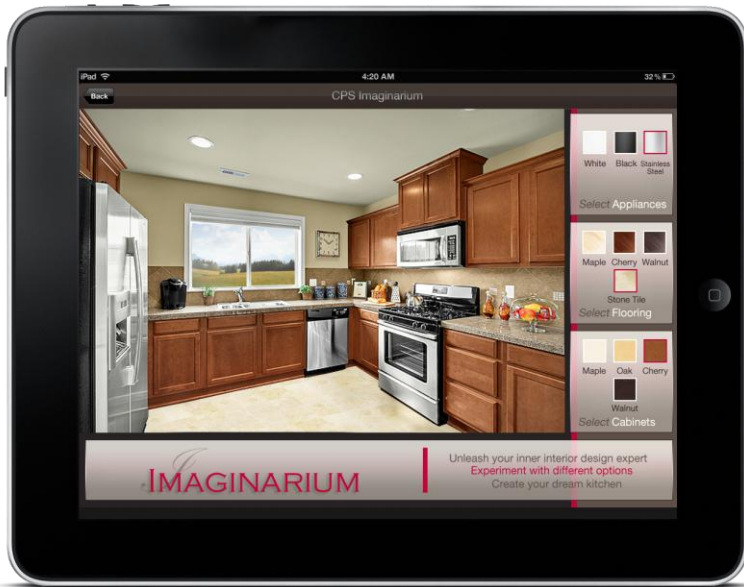 iPad 4:20 AM 32%
Back CPS Imaginarium
White Black Stainless
Steel
Select Appliances
Maple Cherry Walnut
Stone Tile
Select Flooring
Maple Oak Cherry
Walnut
Select Cabinets
IMAGINARIUM
Unleash your inner interior design expert
Experiment with different options
Create your dream kitchen